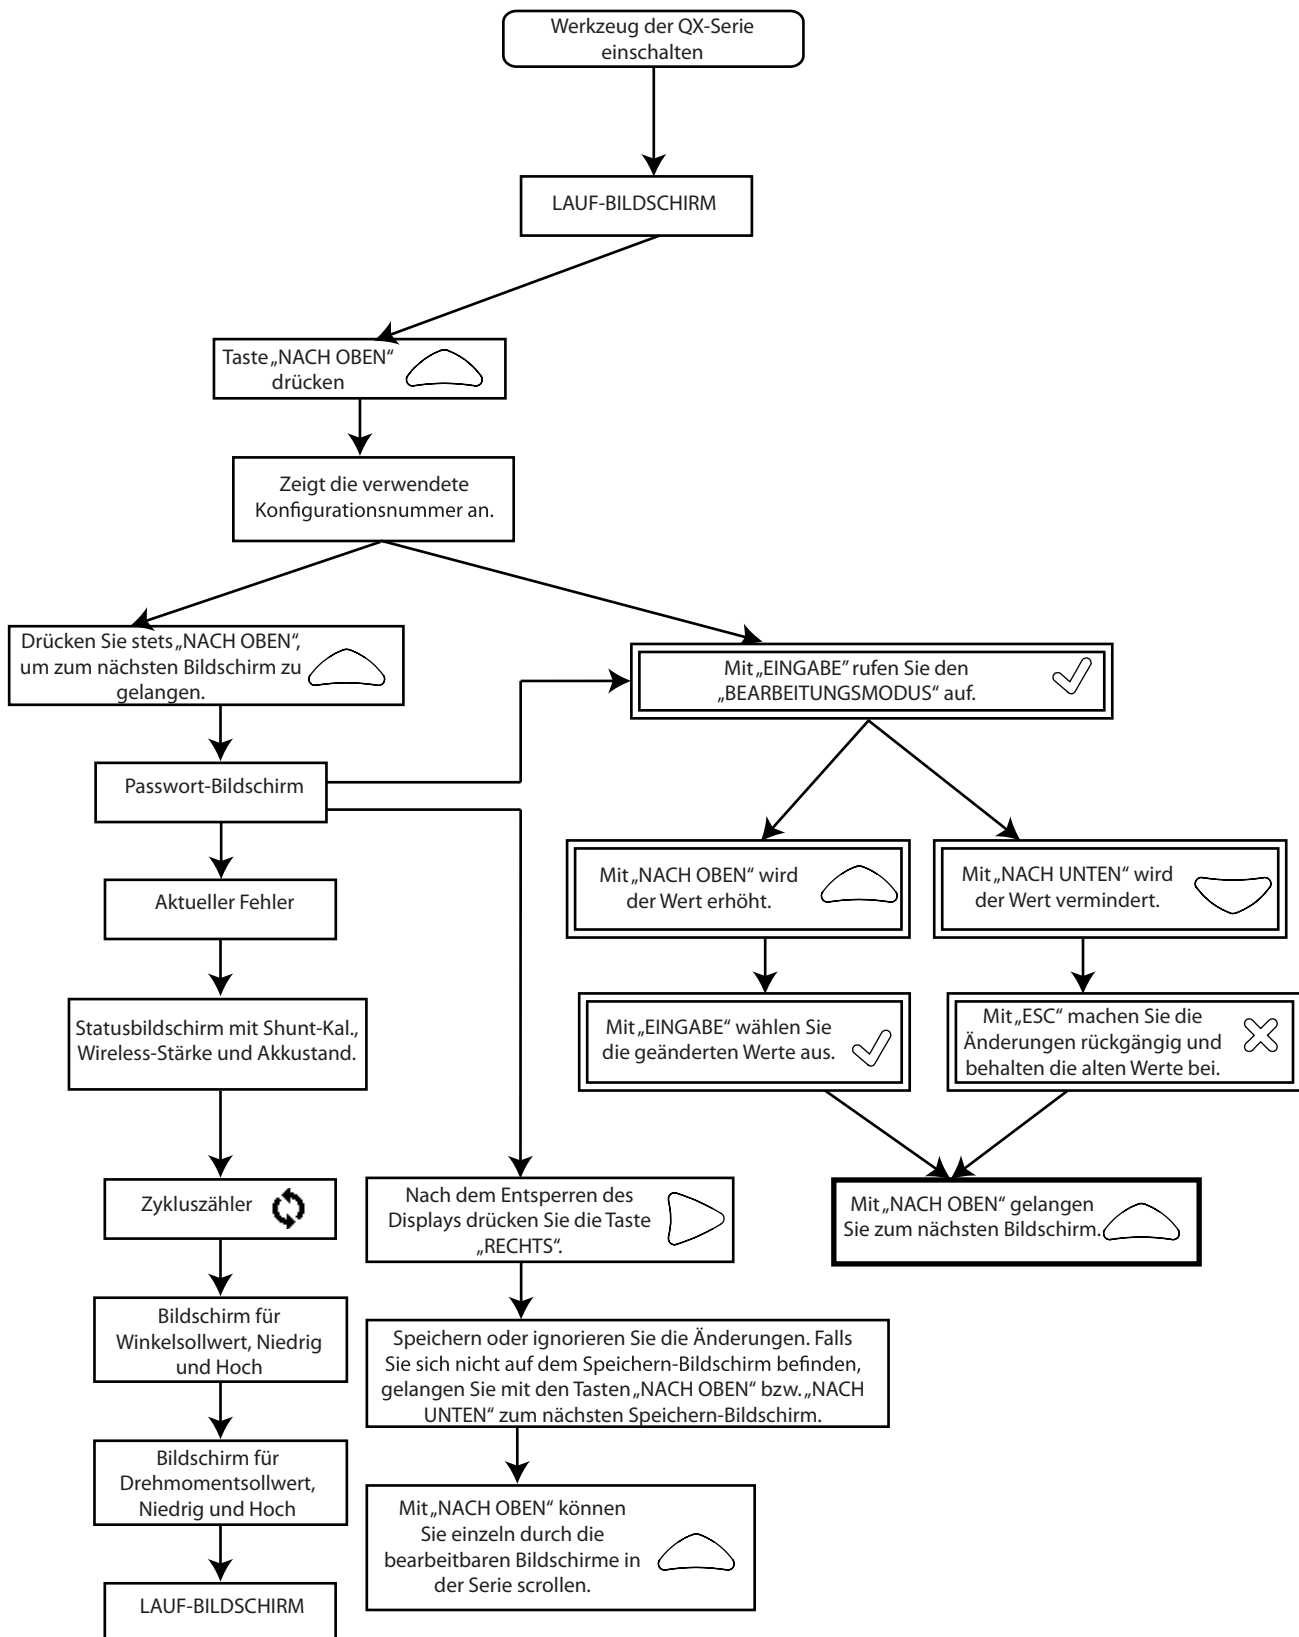 Werkzeug der QX-Serie
einschalten
LAUF-BILDSCHIRM
Taste „NACH OBEN“
drücken
Zeigt die verwendete
Konfigurationsnummer an.
Drücken Sie stets „NACH OBEN“,
um zum nächsten Bildschirm zu
gelangen.
Mit „EINGABE“ rufen Sie den
„BEARBEITUNGSMODUS“ auf.
Passwort-Bildschirm
Mit „NACH OBEN“ wird
der Wert erhöht.
Mit „NACH UNTEN“ wird
der Wert vermindert.
Aktueller Fehler
Statusbildschirm mit Shunt-Kal.,
Wireless-Stärke und Akkustand.
Mit „EINGABE“ wählen Sie
die geänderten Werte aus.
Mit „ESC“ machen Sie die
Änderungen rückgängig und
behalten die alten Werte bei.
Zykluszähler
Nach dem Entsperren des
Displays drücken Sie die Taste
„RECHTS“.
Mit „NACH OBEN“ gelangen
Sie zum nächsten Bildschirm.
Bildschirm für
Winkelsollwert, Niedrig
und Hoch
Speichern oder ignorieren Sie die Änderungen. Falls
Sie sich nicht auf dem Speichern-Bildschirm befinden,
gelangen Sie mit den Tasten „NACH OBEN“ bzw. „NACH
UNTEN“ zum nächsten Speichern-Bildschirm.
Bildschirm für
Drehmomentsollwert,
Niedrig und Hoch
Mit „NACH OBEN“ können
Sie einzeln durch die
bearbeitbaren Bildschirme in
der Serie scrollen.
LAUF-BILDSCHIRM